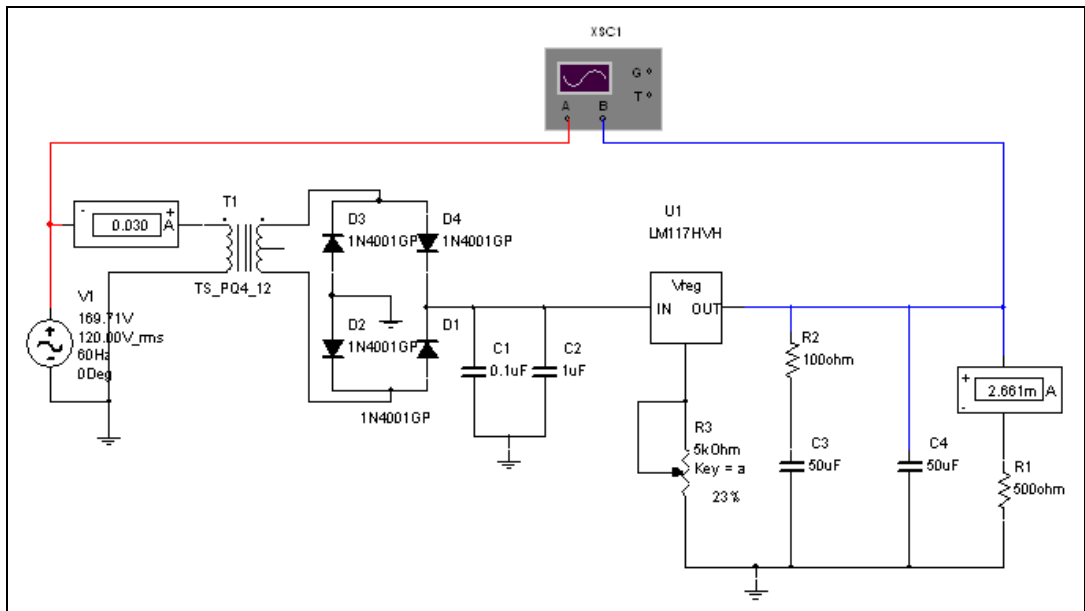 XSC1
G
T
A B
T1
- 0.030 + A
TS_PQ4_12
V1
169.71V
120.00V_rms
60Hz
0Deg
D3
1N4001GP
D4
1N4001GP
D2
1N4001GP
D1
1N4001GP
C1
0.1uF
C2
1uF
U1
LM117HVH
Vreg
IN OUT
R3
5kOhm
Key = a
23%
R2
100ohm
C3
50uF
C4
50uF
+
- 2.661m A
R1
500ohm